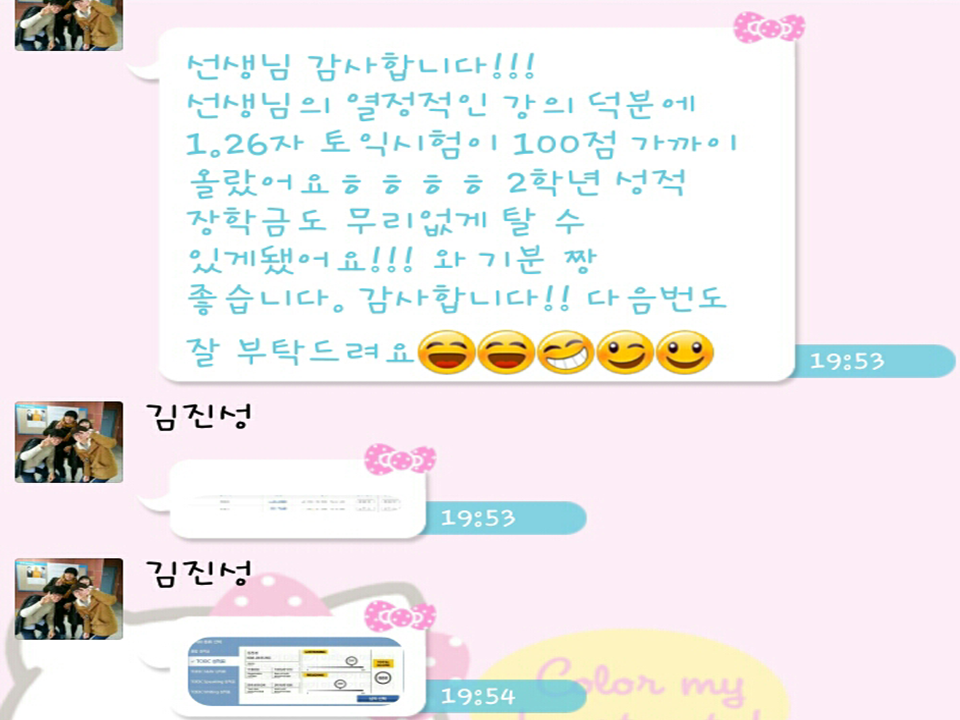 선생님 감사합니다!!!
선생님의 열정적인 강의 덕분에
1.26자 토익시험이 100점 가까이
올랐어요ㅎㅎㅎㅎ 2학년 성적
장학금도 무리없게 탈 수
있게됐어요!!! 와 기분 짱
좋습니다. 감사합니다!! 다음번도
잘 부탁드려요
19:53
김진성
19:53
김진성
19:54
Color my